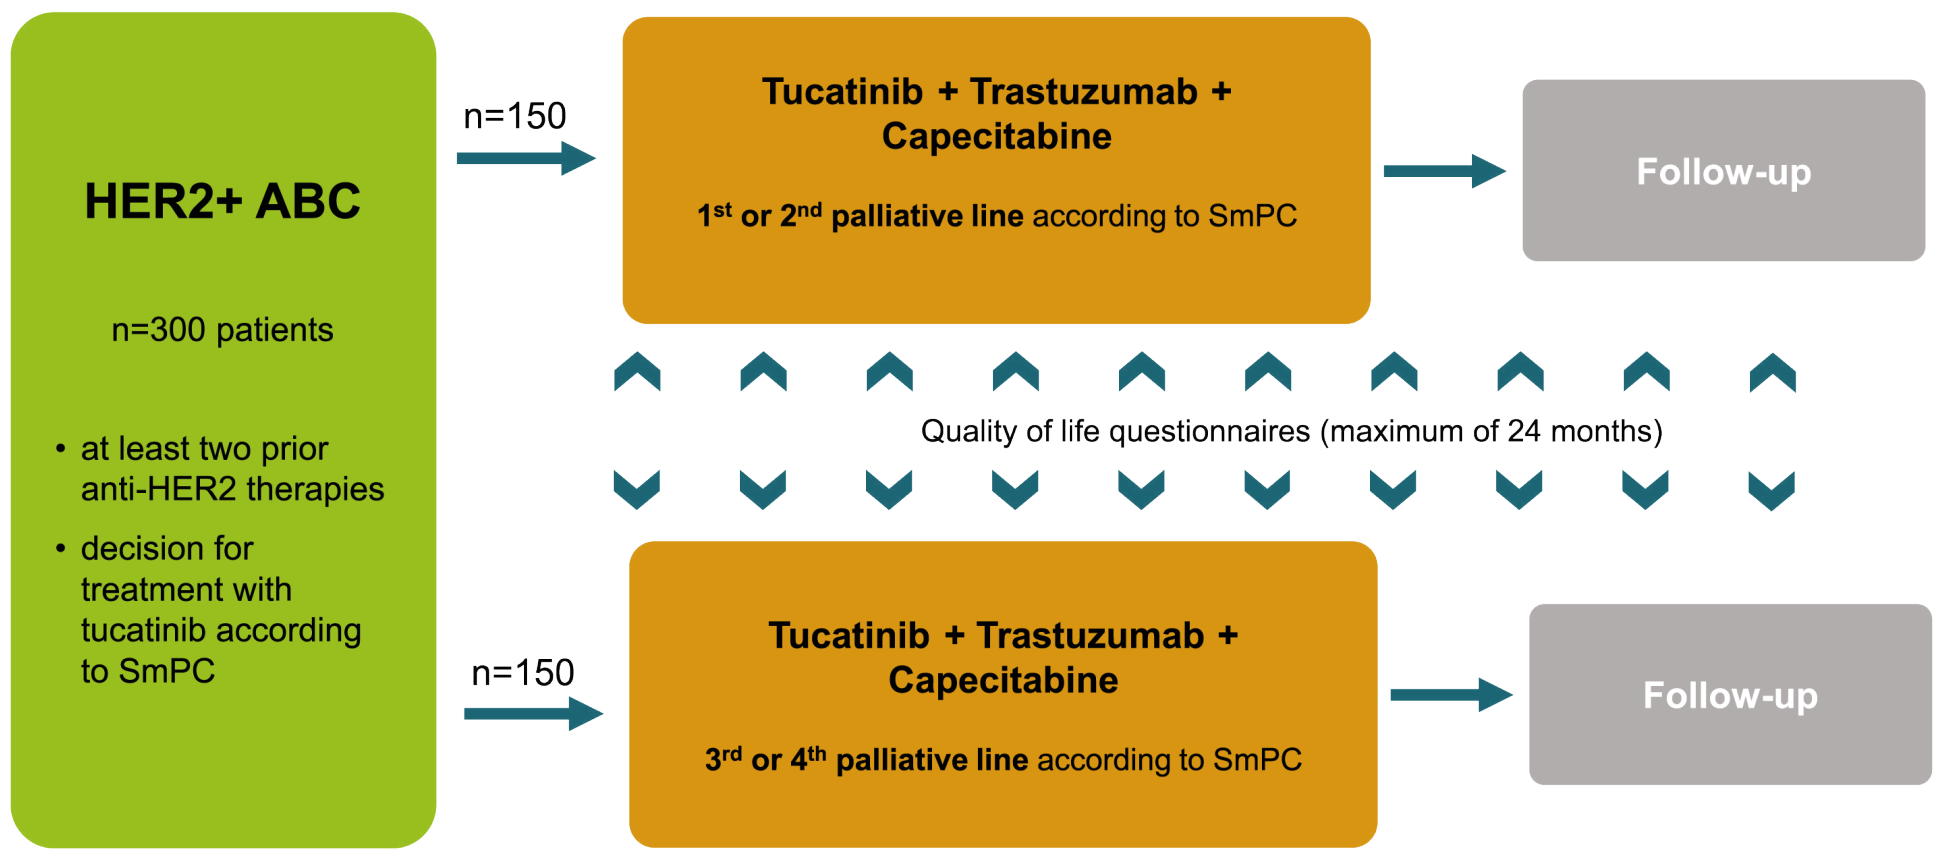 HER2+ ABC
n=300 patients
• at least two prior
anti-HER2 therapies
• decision for
treatment with
tucatinib according
to SmPC
n=150
Tucatinib + Trastuzumab +
Capecitabine
1st or 2nd palliative line according to SmPC
Follow-up
Quality of life questionnaires (maximum of 24 months)
n=150
Tucatinib + Trastuzumab +
Capecitabine
3rd or 4th palliative line according to SmPC
Follow-up